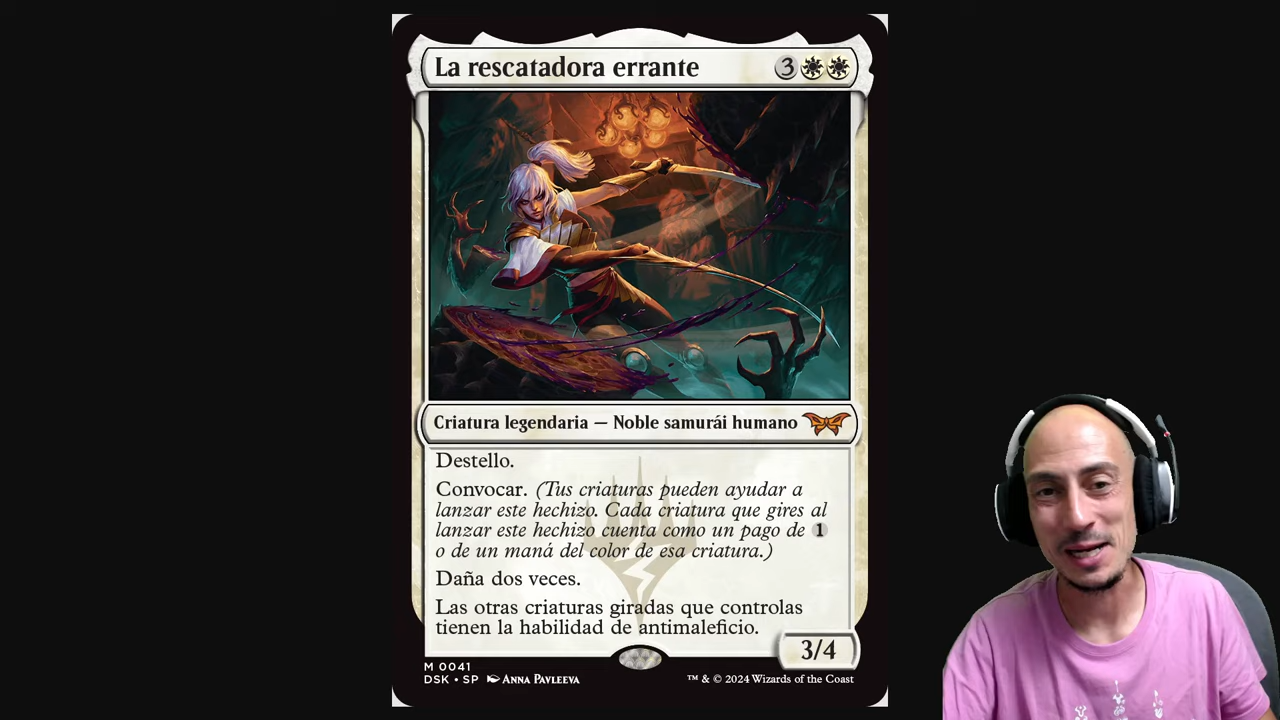 La rescatadora errante 3
Criatura legendaria — Noble samurái humano
Destello.
Convocar. (Tus criaturas pueden ayudar a
lanzar este hechizo. Cada criatura que gires al
lanzar este hechizo cuenta como un pago de 1
o de un maná del color de esa criatura.)
Daña dos veces.
Las otras criaturas giradas que controlas
tienen la habilidad de antimaleficio.
3/4
M 0041
DSK • SP Anna Pavleeva ™ & © 2024 Wizards of the Coast